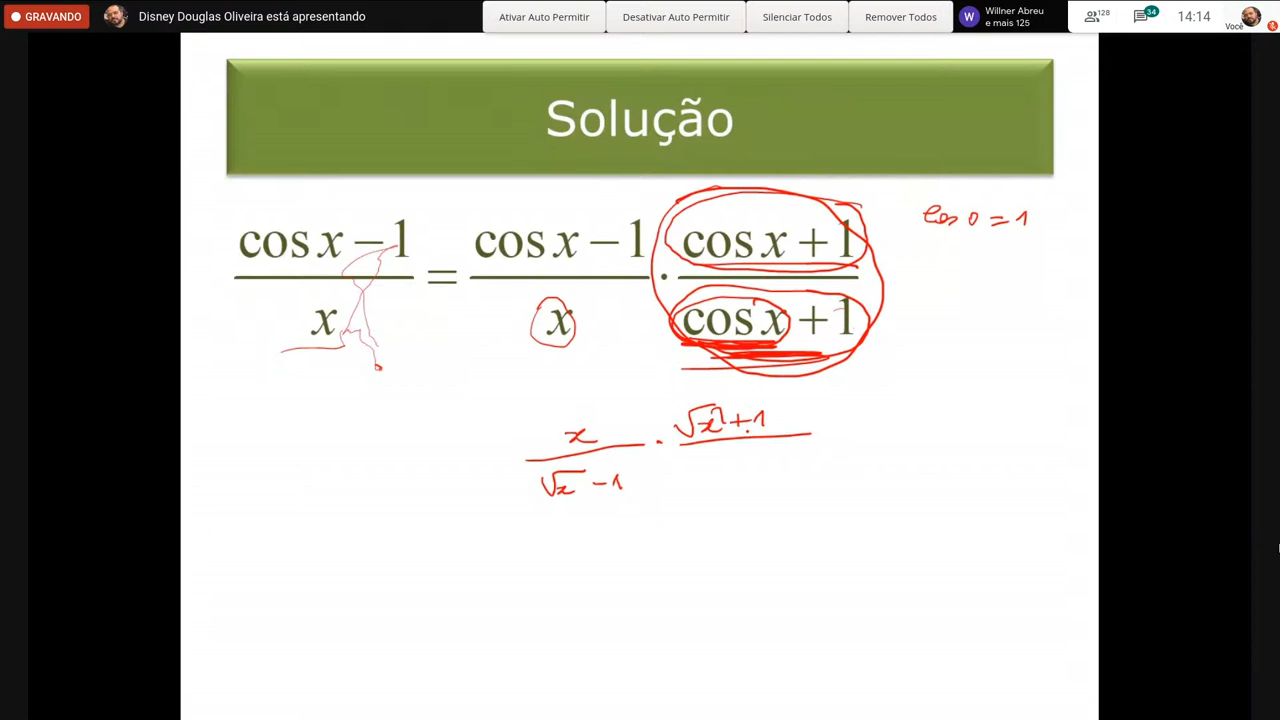 GRAVANDO Disney Douglas Oliveira está apresentando Ativar Auto Permitir Desativar Auto Permitir Silenciar Todos Remover Todos W Willner Abreu e mais 125 128 34 14:14 Você
Solução
cos x − 1 / x = cos x − 1 / x · cos x + 1 / cos x + 1
cos 0 = 1
x / √x − 1 · √x + 1